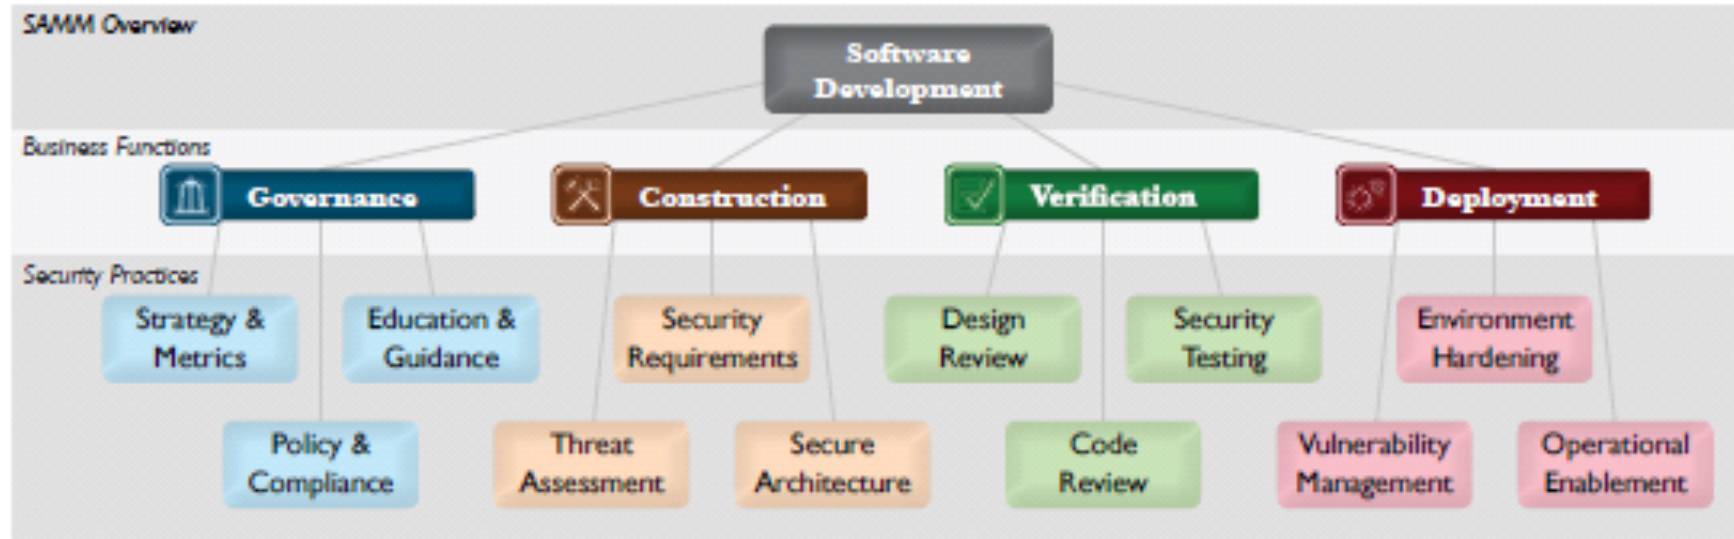 SAMM Overview
Software
Development
Business Functions
Governance
Construction
Verification
Deployment
Security Practices
Strategy &
Metrics
Education &
Guidance
Security
Requirements
Design
Review
Security
Testing
Environment
Hardening
Policy &
Compliance
Threat
Assessment
Secure
Architecture
Code
Review
Vulnerability
Management
Operational
Enablement